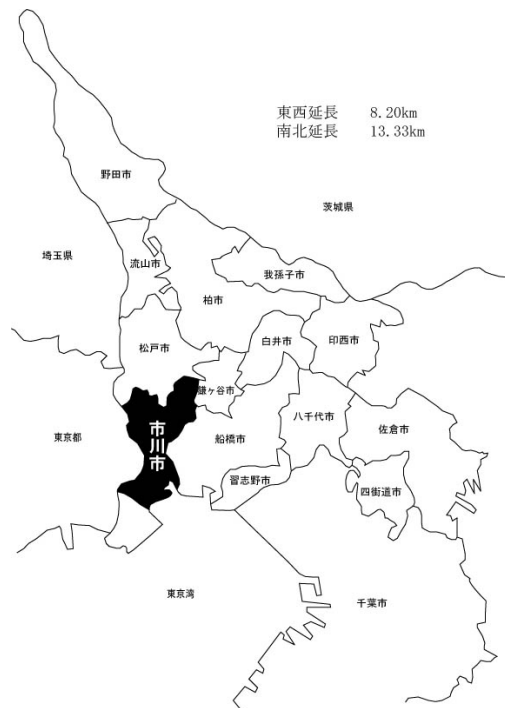 東西延長 8.20km
南北延長 13.33km
野田市
茨城県
埼玉県
流山市
我孫子市
柏市
松戸市
白井市
印西市
鎌ヶ谷市
市川市
東京都
船橋市
八千代市
佐倉市
習志野市
四街道市
東京湾
千葉市